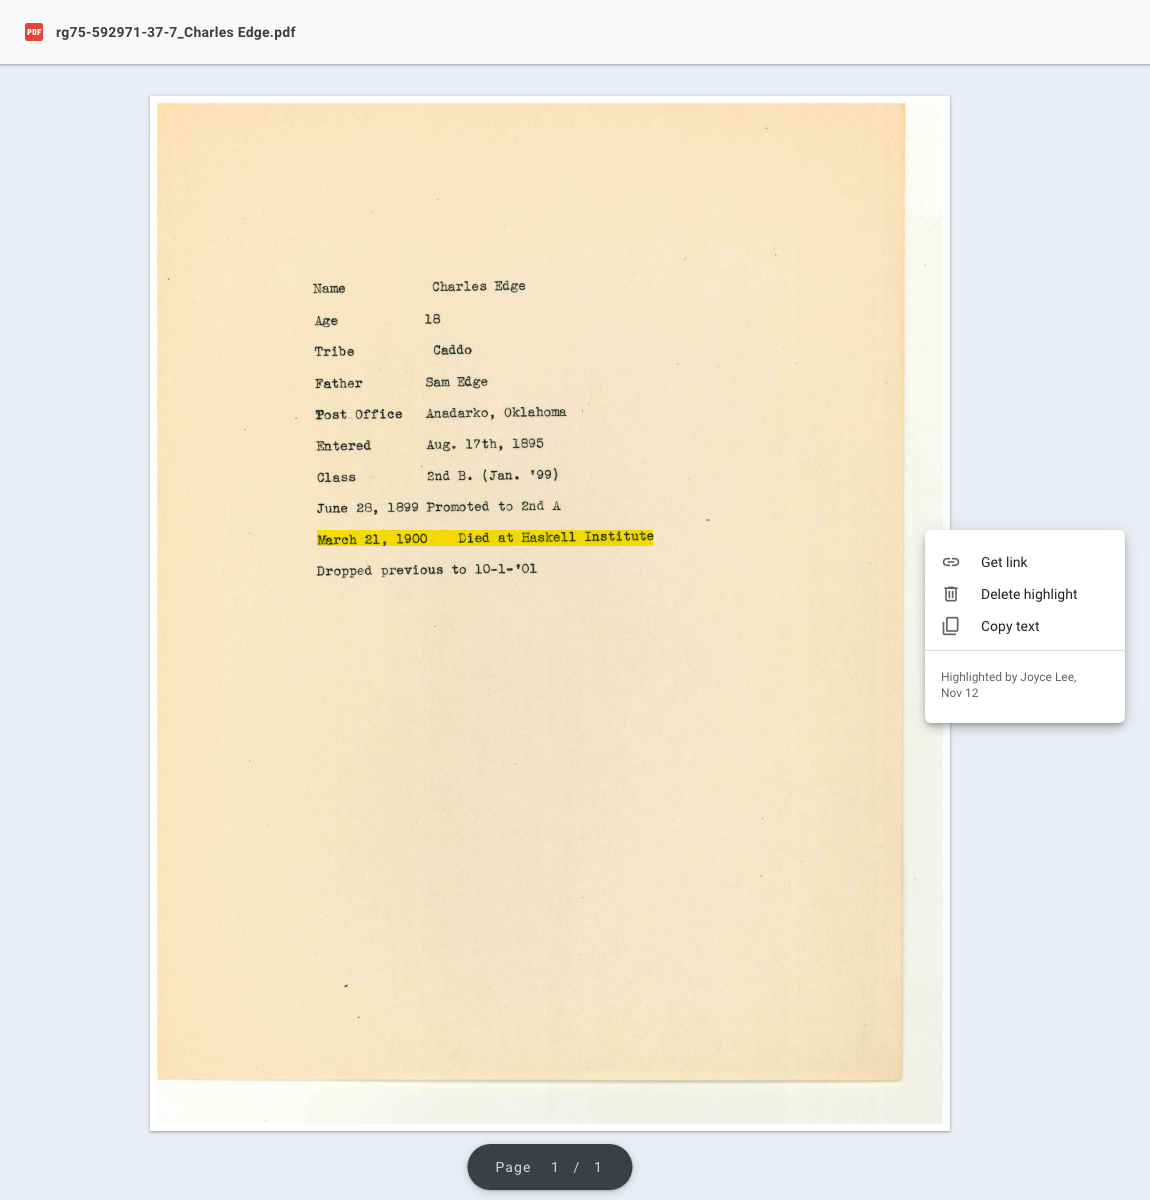 PDF rg75-592971-37-7_Charles Edge.pdf
Name Charles Edge
Age 18
Tribe Caddo
Father Sam Edge
Post Office Anadarko, Oklahoma
Entered Aug. 17th, 1895
Class 2nd B. (Jan. '99)
June 28, 1899 Promoted to 2nd A
March 21, 1900 Died at Haskell Institute
Dropped previous to 10-1-'01
Get link
Delete highlight
Copy text
Highlighted by Joyce Lee,
Nov 12
Page 1 / 1